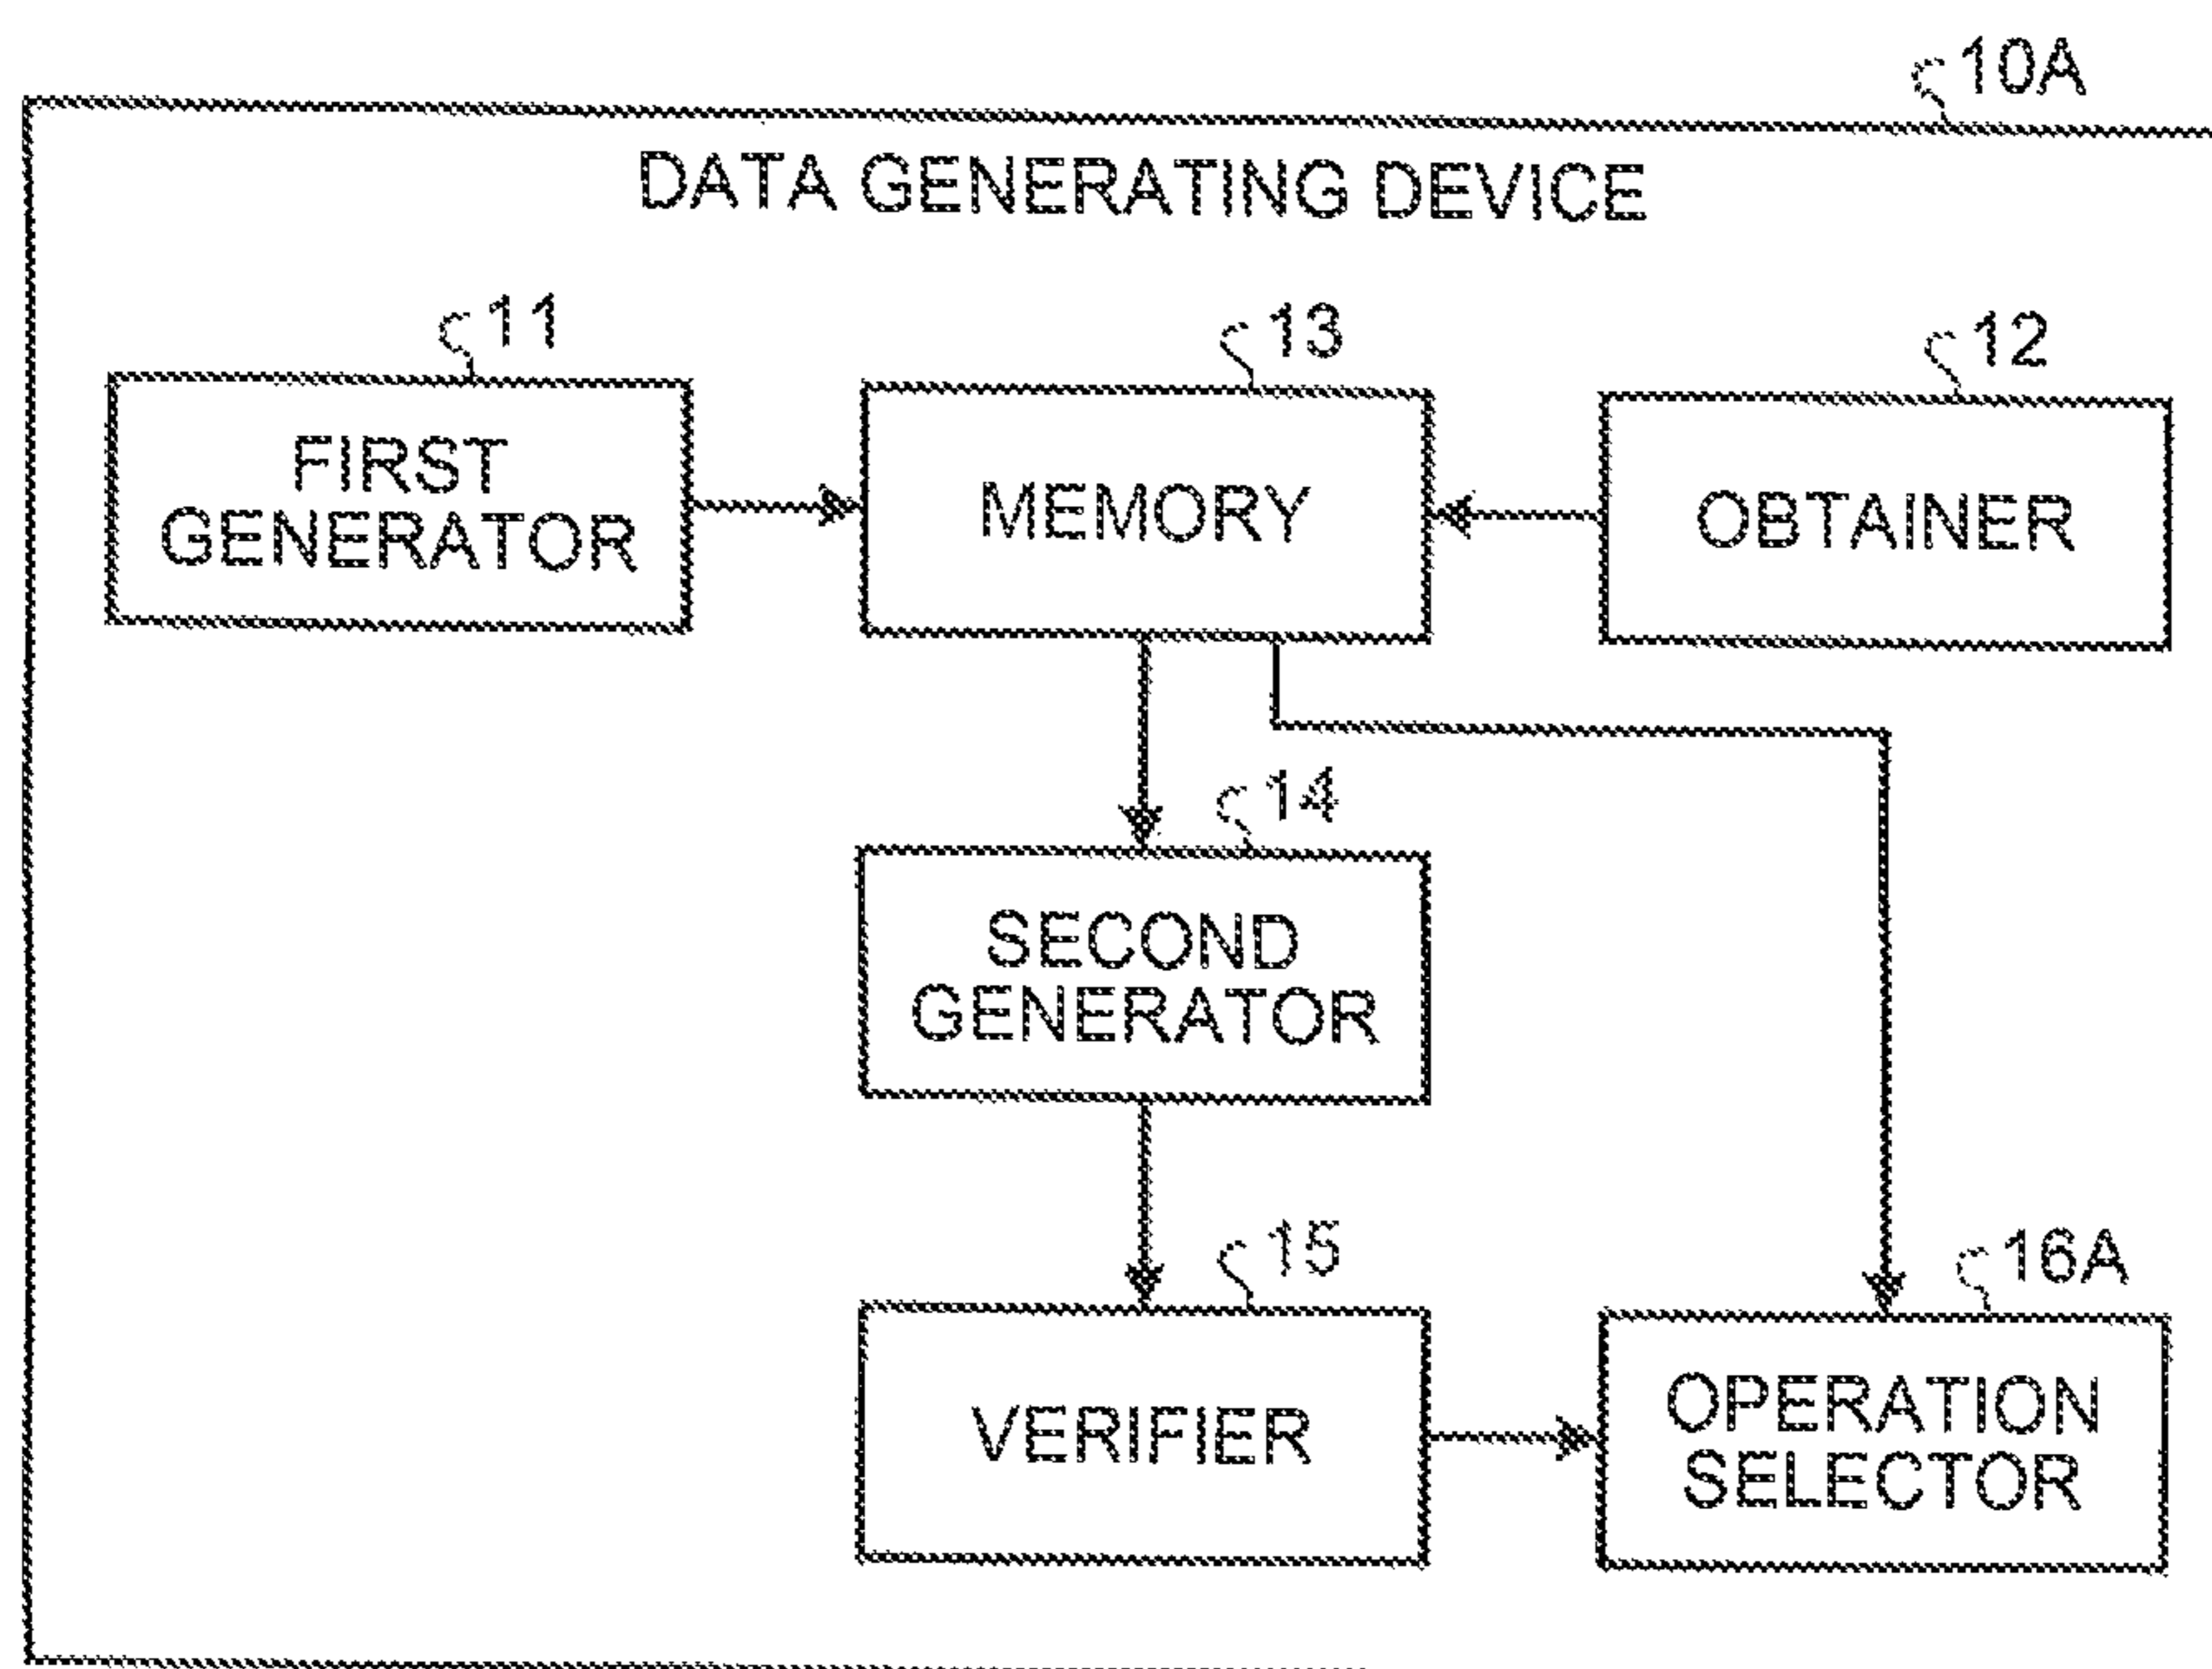 10A
DATA GENERATING DEVICE
11
13
12
FIRST
GENERATOR
MEMORY
OBTAINER
14
SECOND
GENERATOR
15
16A
VERIFIER
OPERATION
SELECTOR